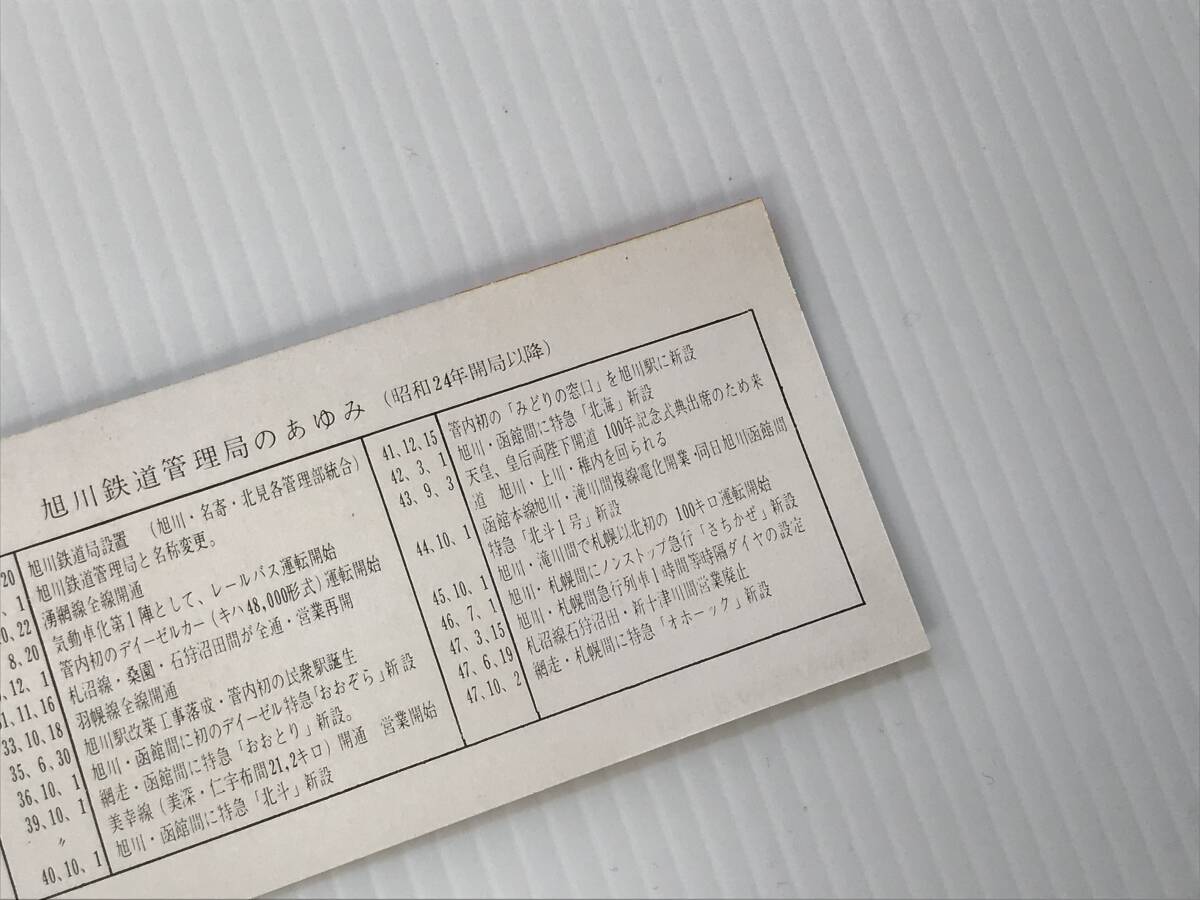 旭川鉄道管理局のあゆみ (昭和24年開局以降)
20 旭川鉄道局設置 (旭川・名寄・北見各管理部統合)
、1 旭川鉄道管理局と名称変更。
0、22 湧網線全線開通
8、20 気動車化第1陣として、レールバス運転開始
、12、1 管内初のデイーゼルカー(キハ48,000形式)運転開始
31、11、16 札沼線・桑園・石狩沼田間が全通・営業再開
33、10、18 羽幌線全線開通
35、6、30 旭川駅改築工事落成・管内初の民衆駅誕生
36、10、1 旭川・函館間に初のデイーゼル特急「おおぞら」新設
39、10、1 網走・函館間に特急「おおとり」新設。
〃 美幸線(美深・仁宇布間21,2キロ)開通 営業開始
40、10、1 旭川・函館間に特急「北斗」新設
41、12、15 管内初の「みどりの窓口」を旭川駅に新設
42、3、1 旭川・函館間に特急「北海」新設
43、9、3 天皇、皇后両陛下開道 100年記念式典出席のため来
道 旭川・上川・稚内を回られる
44、10、1 函館本線旭川・滝川間複線電化開業・同日旭川函館間
特急「北斗1号」新設
45、10、1 旭川・滝川間で札幌以北初の 100キロ運転開始
46、7、1 旭川・札幌間にノンストップ急行「さちかぜ」新設
47、3、15 旭川・札幌間急行列車1時間等時隔ダイヤの設定
47、6、19 札沼線石狩沼田・新十津川間営業廃止
47、10、2 網走・札幌間に特急「オホーック」新設